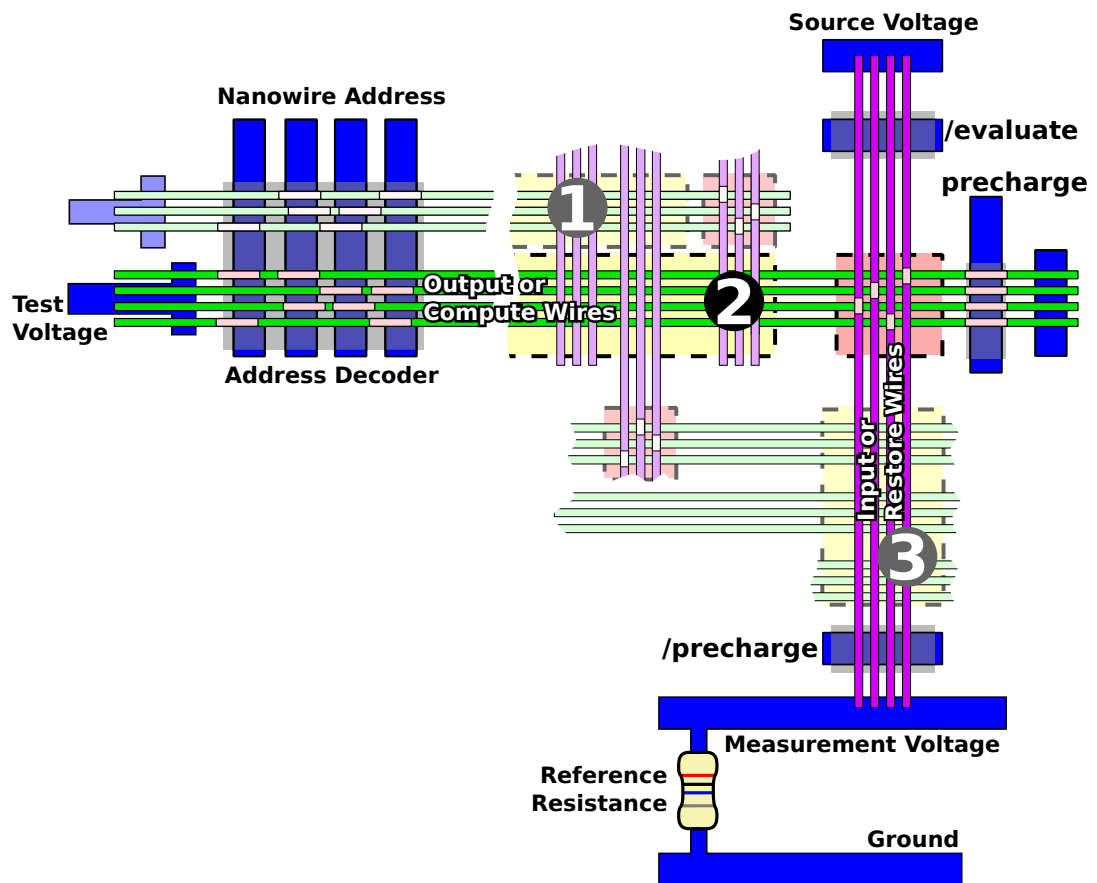 Source Voltage
Nanowire Address
/evaluate
precharge
1
Output or
Compute Wires
2
Test
Voltage
Address Decoder
Input or
Restore Wires
3
/precharge
Measurement Voltage
Reference
Resistance
Ground